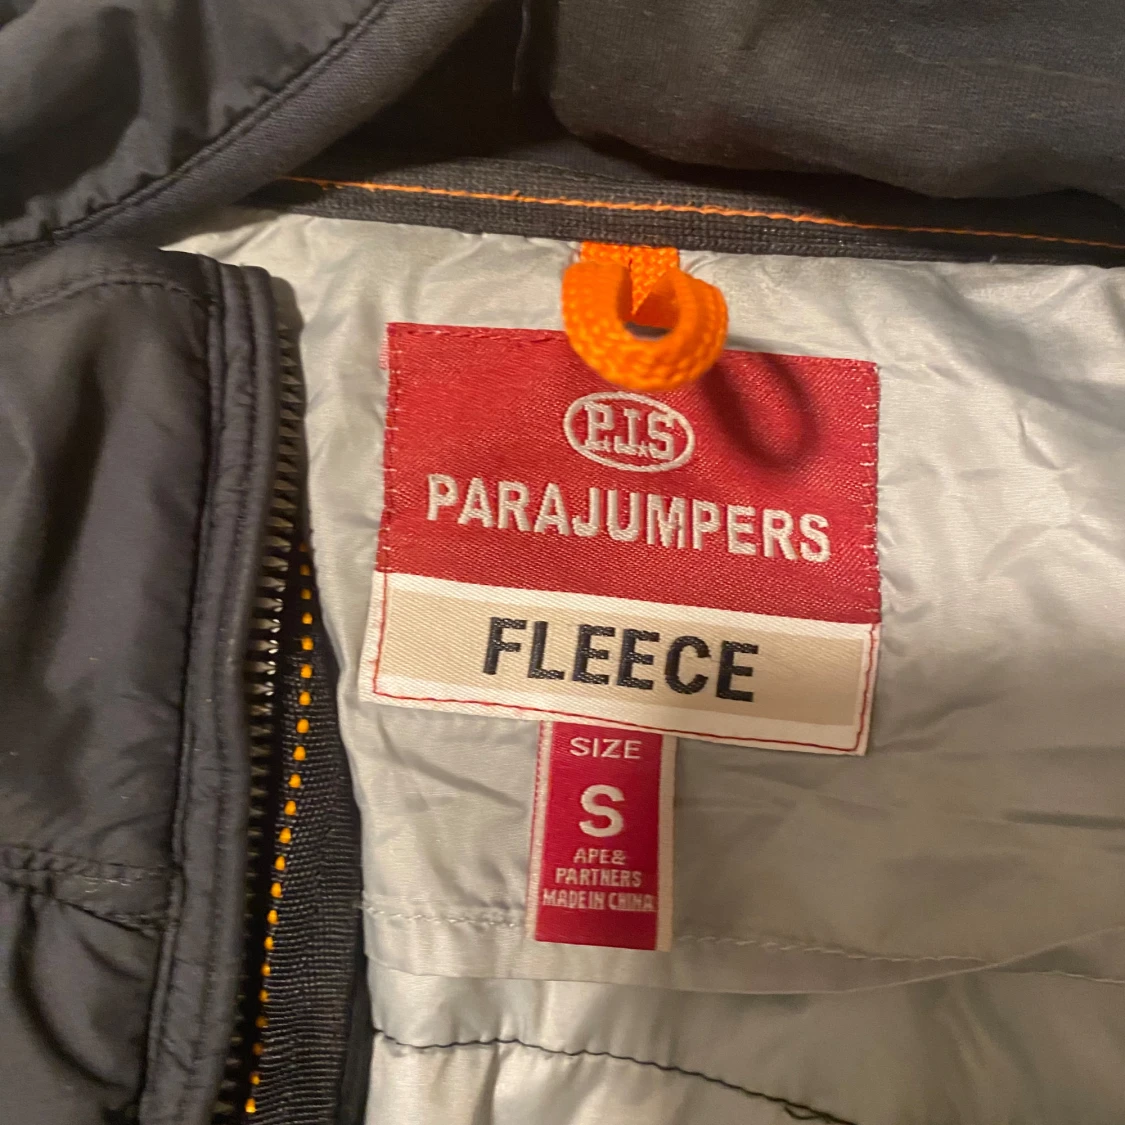 P.J.S
PARAJUMPERS
FLEECE
SIZE
S
APE&
PARTNERS
MADE IN CHINA